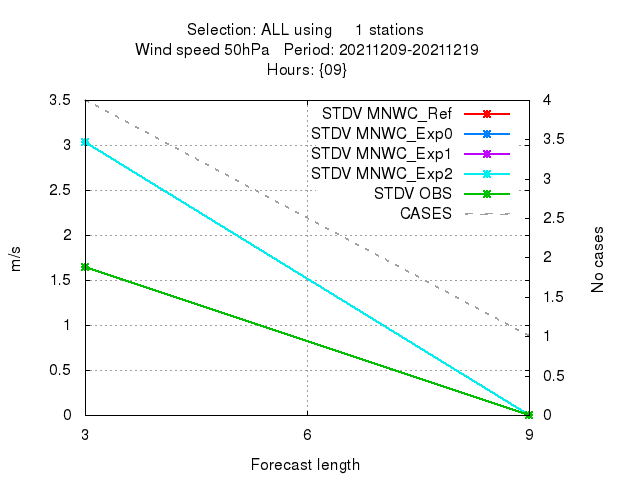 Selection: ALL using     1 stations
Wind speed 50hPa   Period: 20211209-20211219
Hours: {09}
3.5
3
2.5
2
1.5
1
0.5
0
4
3.5
3
2.5
2
1.5
1
0.5
0
STDV MNWC_Ref
STDV MNWC_Exp0
STDV MNWC_Exp1
STDV MNWC_Exp2
STDV OBS
CASES
m/s
No cases
3
6
9
Forecast length